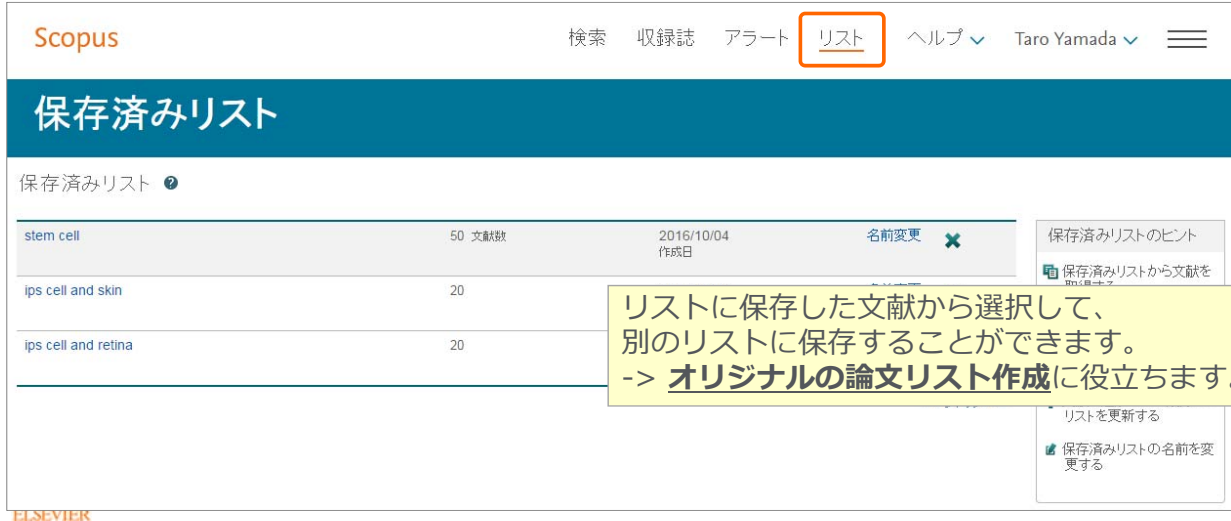 Scopus
検索 収録誌 アラート リスト ヘルプ Taro Yamada
保存済みリスト
保存済みリスト ?
stem cell 50 文献数 2016/10/04 名前変更
作成日
ips cell and skin 20
ips cell and retina 20
リストに保存した文献から選択して、
別のリストに保存することができます。
-> オリジナルの論文リスト作成に役立ちます。
保存済みリストのヒント
保存済みリストから文献を
リストを更新する
保存済みリストの名前を変
更する
ELSEVIER